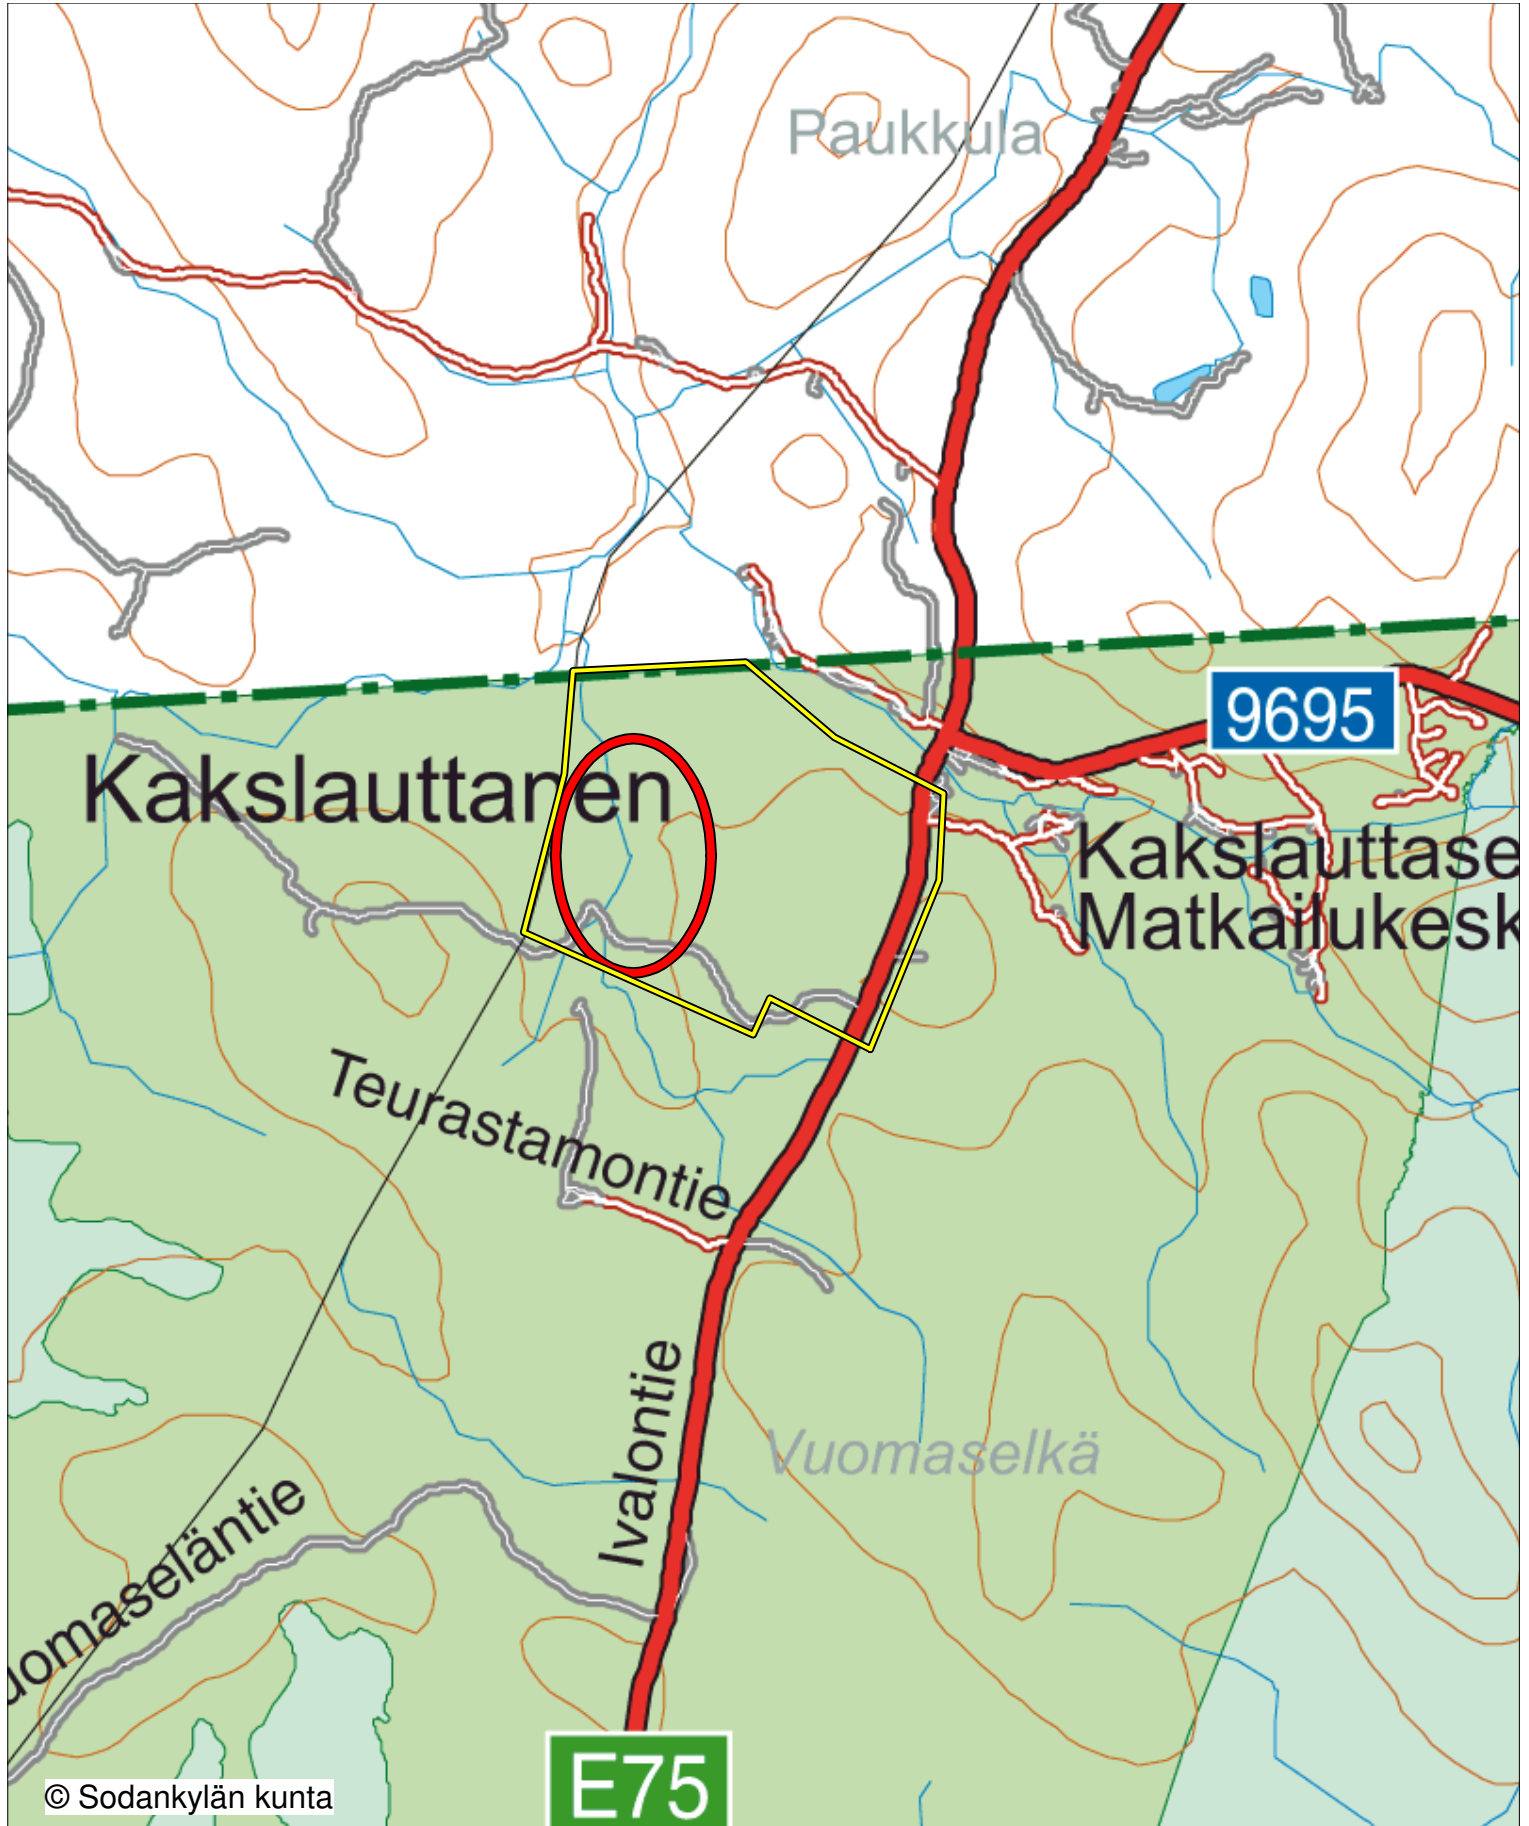 Paukkula
9695
Kakslauttanen
Kakslauttase
Matkailukesk
Teurastamontie
Ivalontie
Vuomaselkä
uomaseläntie
E75
© Sodankylän kunta